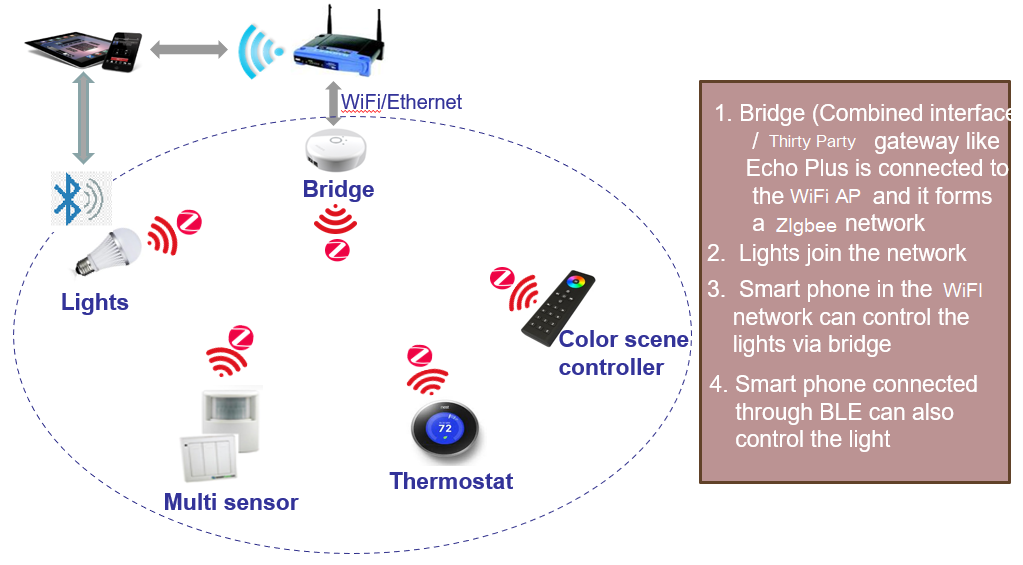 WiFi/Ethernet
Bridge
Lights
Color scene
controller
72
Thermostat
Multi sensor
1. Bridge (Combined interface
/ Thirty Party gateway like
Echo Plus is connected to
the WiFi AP and it forms
a ZIgbee network
2. Lights join the network
3. Smart phone in the WiFI
network can control the
lights via bridge
4. Smart phone connected
through BLE can also
control the light